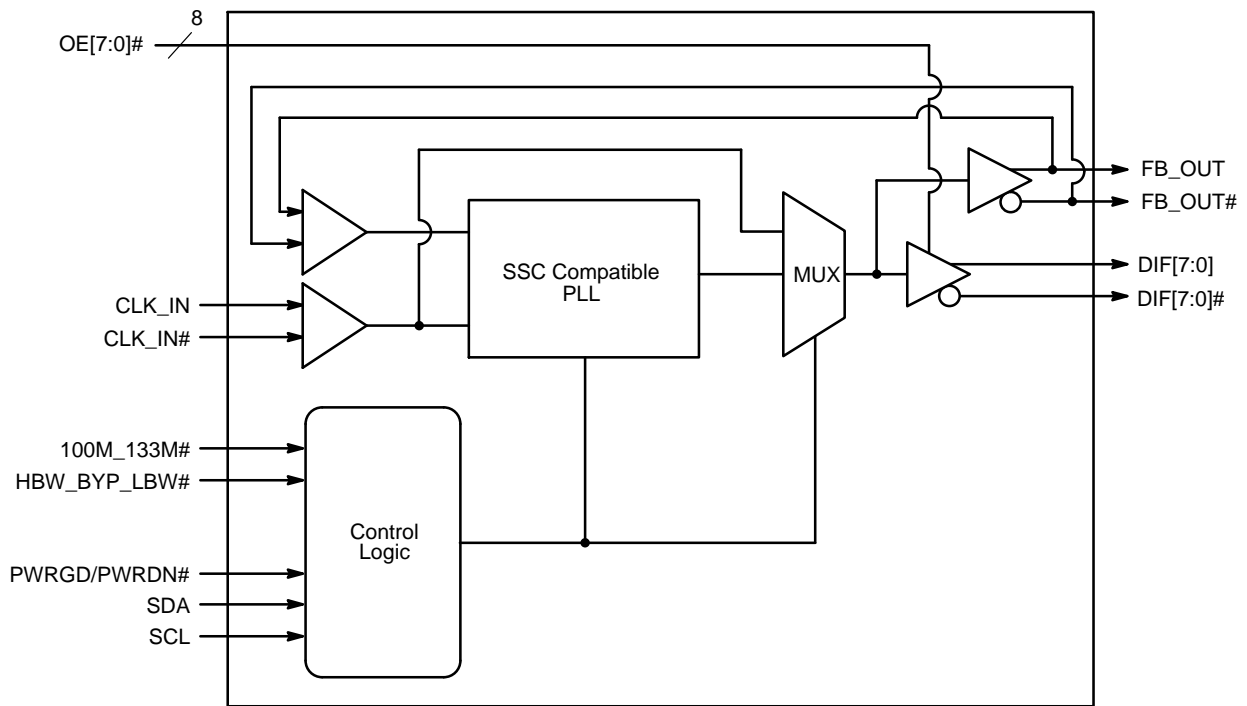 8
OE[7:0]#
FB_OUT
FB_OUT#
SSC Compatible
PLL
MUX
DIF[7:0]
DIF[7:0]#
CLK_IN
CLK_IN#
100M_133M#
HBW_BYP_LBW#
Control
Logic
PWRGD/PWRDN#
SDA
SCL